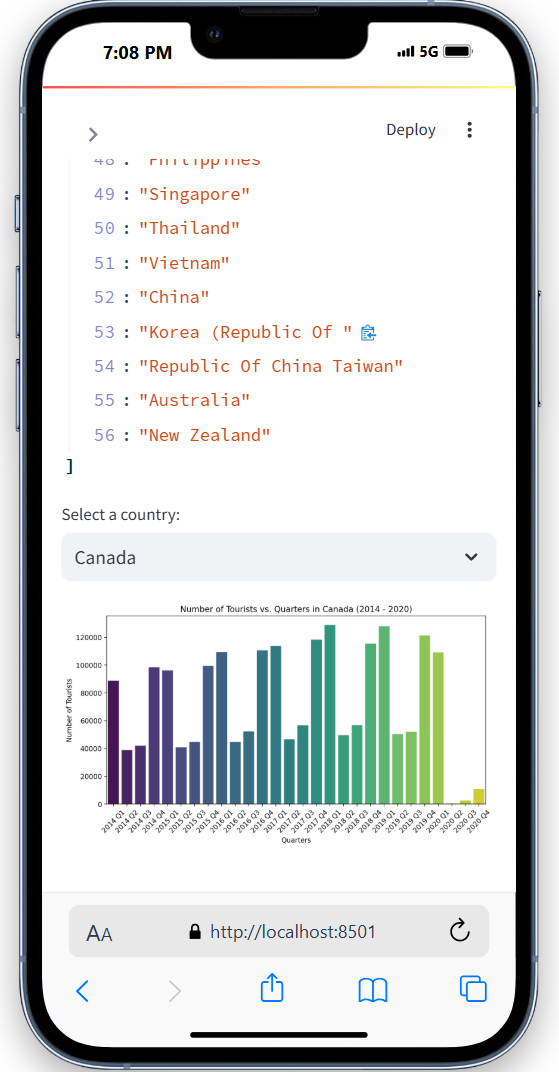 7:08 PM 5G
Deploy
48 : "Philippines"
49 : "Singapore"
50 : "Thailand"
51 : "Vietnam"
52 : "China"
53 : "Korea (Republic Of "
54 : "Republic Of China Taiwan"
55 : "Australia"
56 : "New Zealand"
]
Select a country:
Canada
Number of Tourists vs. Quarters in Canada (2014 - 2020)
Number of Tourists
120000
100000
80000
60000
40000
20000
0
2014 Q1 2014 Q2 2014 Q3 2014 Q4 2015 Q1 2015 Q2 2015 Q3 2015 Q4 2016 Q1 2016 Q2 2016 Q3 2016 Q4 2017 Q1 2017 Q2 2017 Q3 2017 Q4 2018 Q1 2018 Q2 2018 Q3 2018 Q4 2019 Q1 2019 Q2 2019 Q3 2019 Q4 2020 Q1 2020 Q2 2020 Q3 2020 Q4
Quarters
AA http://localhost:8501